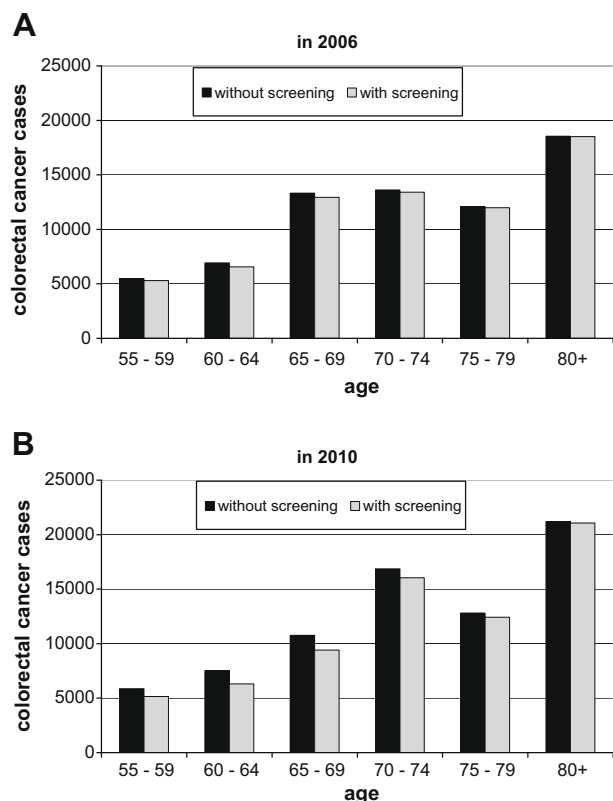 A
in 2006
25000
without screening with screening
20000
15000
10000
5000
0
colorectal cancer cases
55 - 59 60 - 64 65 - 69 70 - 74 75 - 79 80+
age
B
in 2010
25000
without screening with screening
20000
15000
10000
5000
0
colorectal cancer cases
55 - 59 60 - 64 65 - 69 70 - 74 75 - 79 80+
age